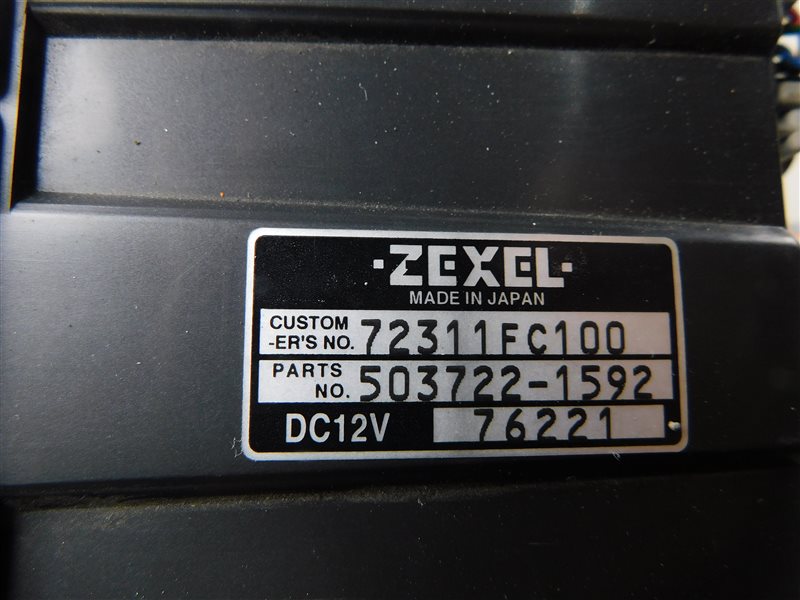 ·ZEXEL·
MADE IN JAPAN
CUSTOM
-ER'S NO. 72311FC100
PARTS
NO. 503722-1592
DC12V 76221